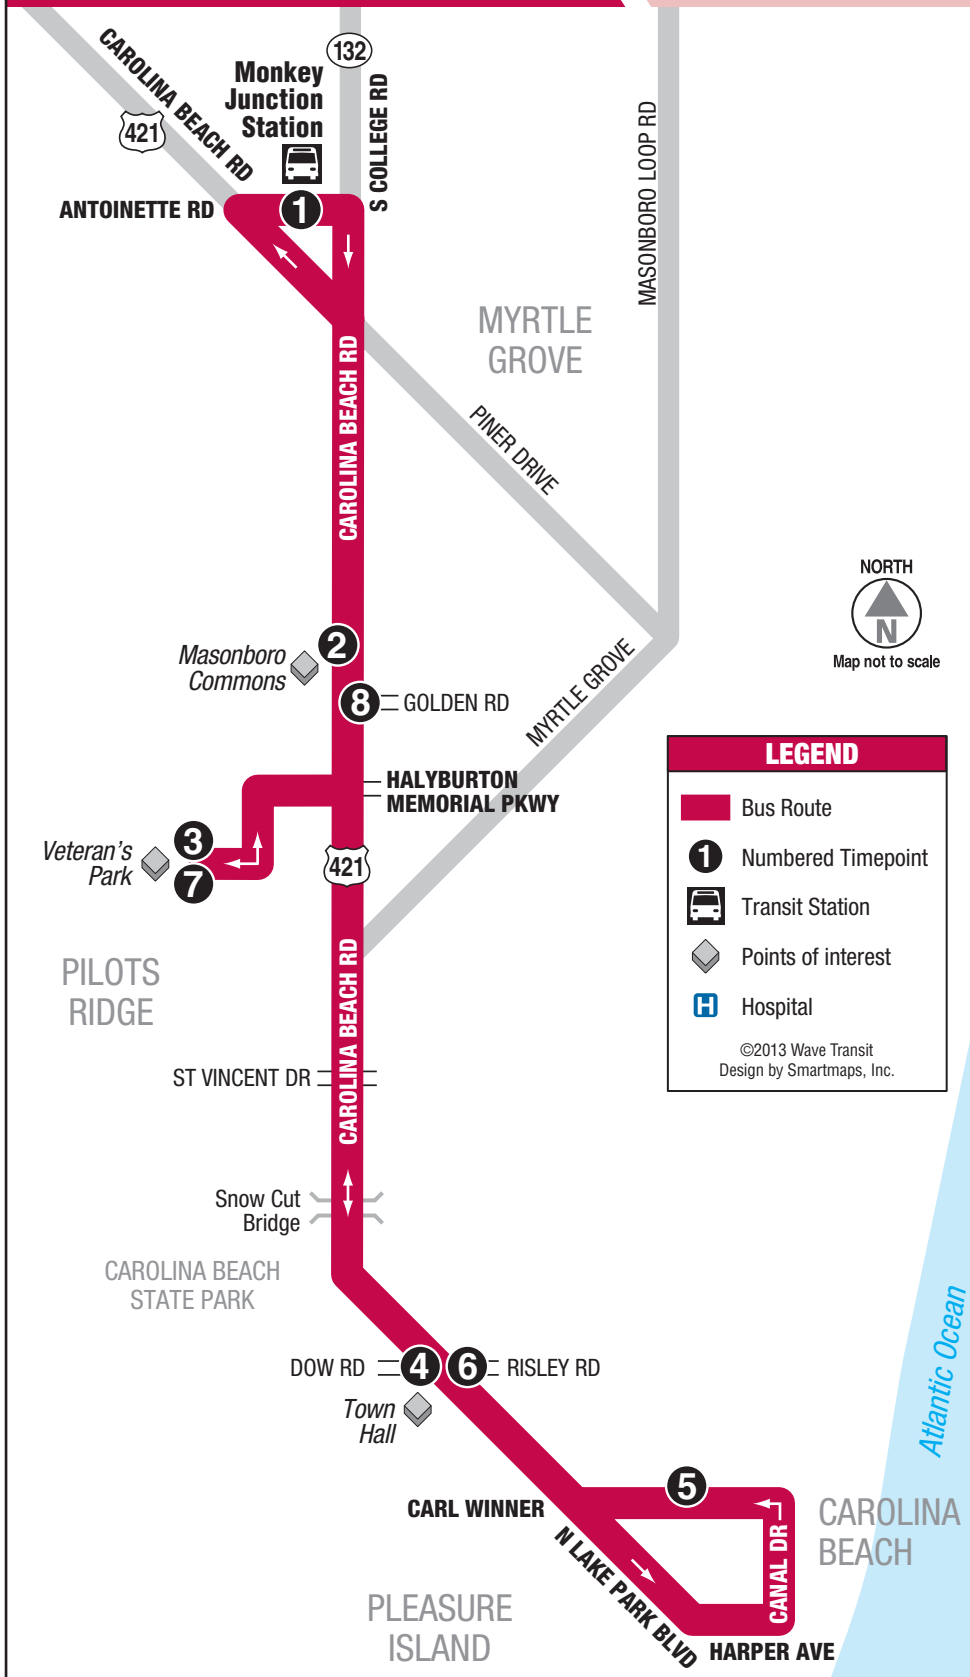 CAROLINA BEACH RD
421
132
Monkey
Junction
Station
S COLLEGE RD
MASONBORO LOOP RD
ANTOINETTE RD
1
MYRTLE
GROVE
CAROLINA BEACH RD
PINER DRIVE
NORTH
N
Map not to scale
Masonboro
Commons
2
MYRTLE GROVE
8
GOLDEN RD
HALYBURTON
MEMORIAL PKWY
Veteran's
Park
3
7
421
LEGEND
Bus Route
1
Numbered Timepoint
Transit Station
Points of interest
H
Hospital
©2013 Wave Transit
Design by Smartmaps, Inc.
PILOTS
RIDGE
CAROLINA BEACH RD
ST VINCENT DR
Snow Cut
Bridge
CAROLINA BEACH
STATE PARK
DOW RD
4
6
RISLEY RD
Town
Hall
Atlantic Ocean
5
CARL WINNER
N LAKE PARK BLVD
CANAL DR
CAROLINA
BEACH
PLEASURE
ISLAND
HARPER AVE